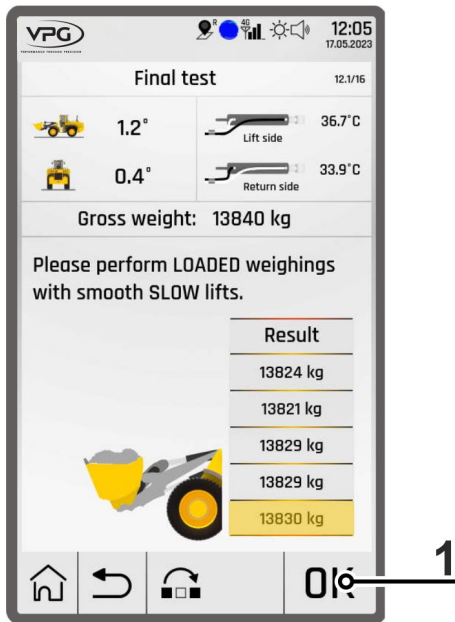 VPG
R
4G
12:05
17.05.2023
Final test
12.1/16
1.2°
Lift side
36.7°C
0.4°
Return side
33.9°C
Gross weight: 13840 kg
Please perform LOADED weighings
with smooth SLOW lifts.
Result
13824 kg
13821 kg
13829 kg
13829 kg
13830 kg
OK
1